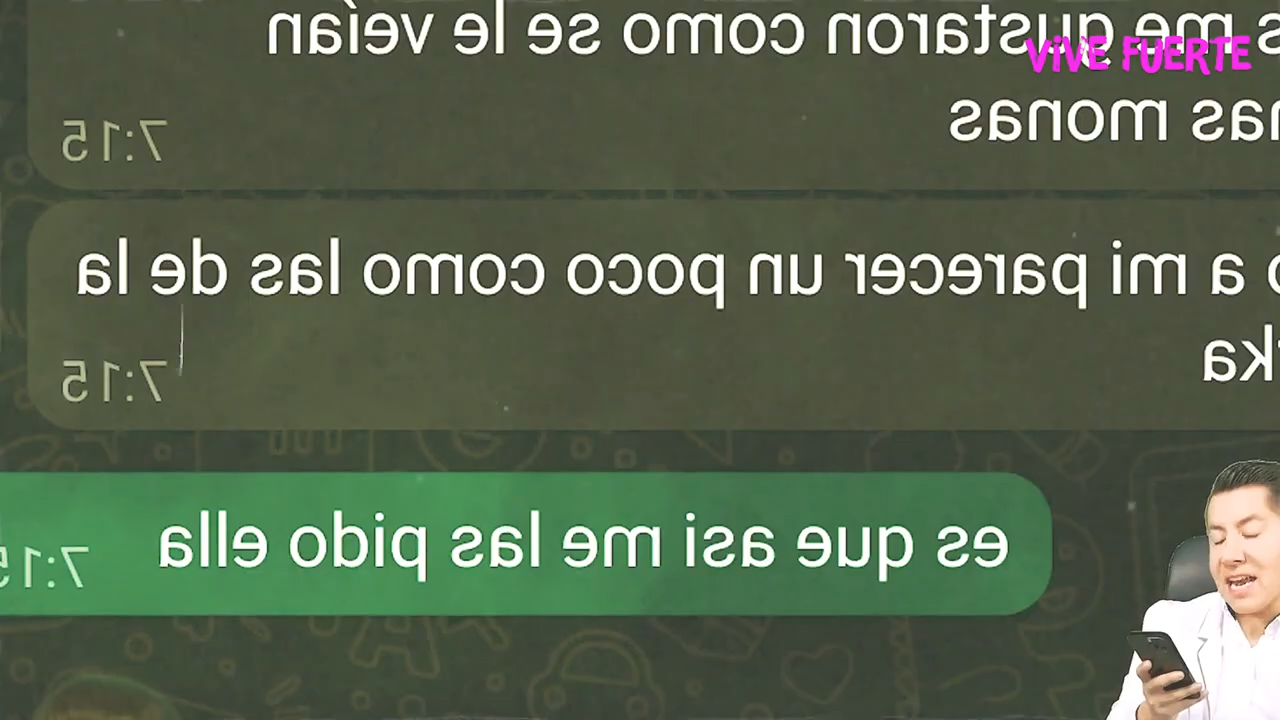 s me gustaron como se le veían
nas monas
7:15
a mi parecer un poco como las de la
ka
7:15
es que asi me las pido ella
7:15
ViVE FUERTE